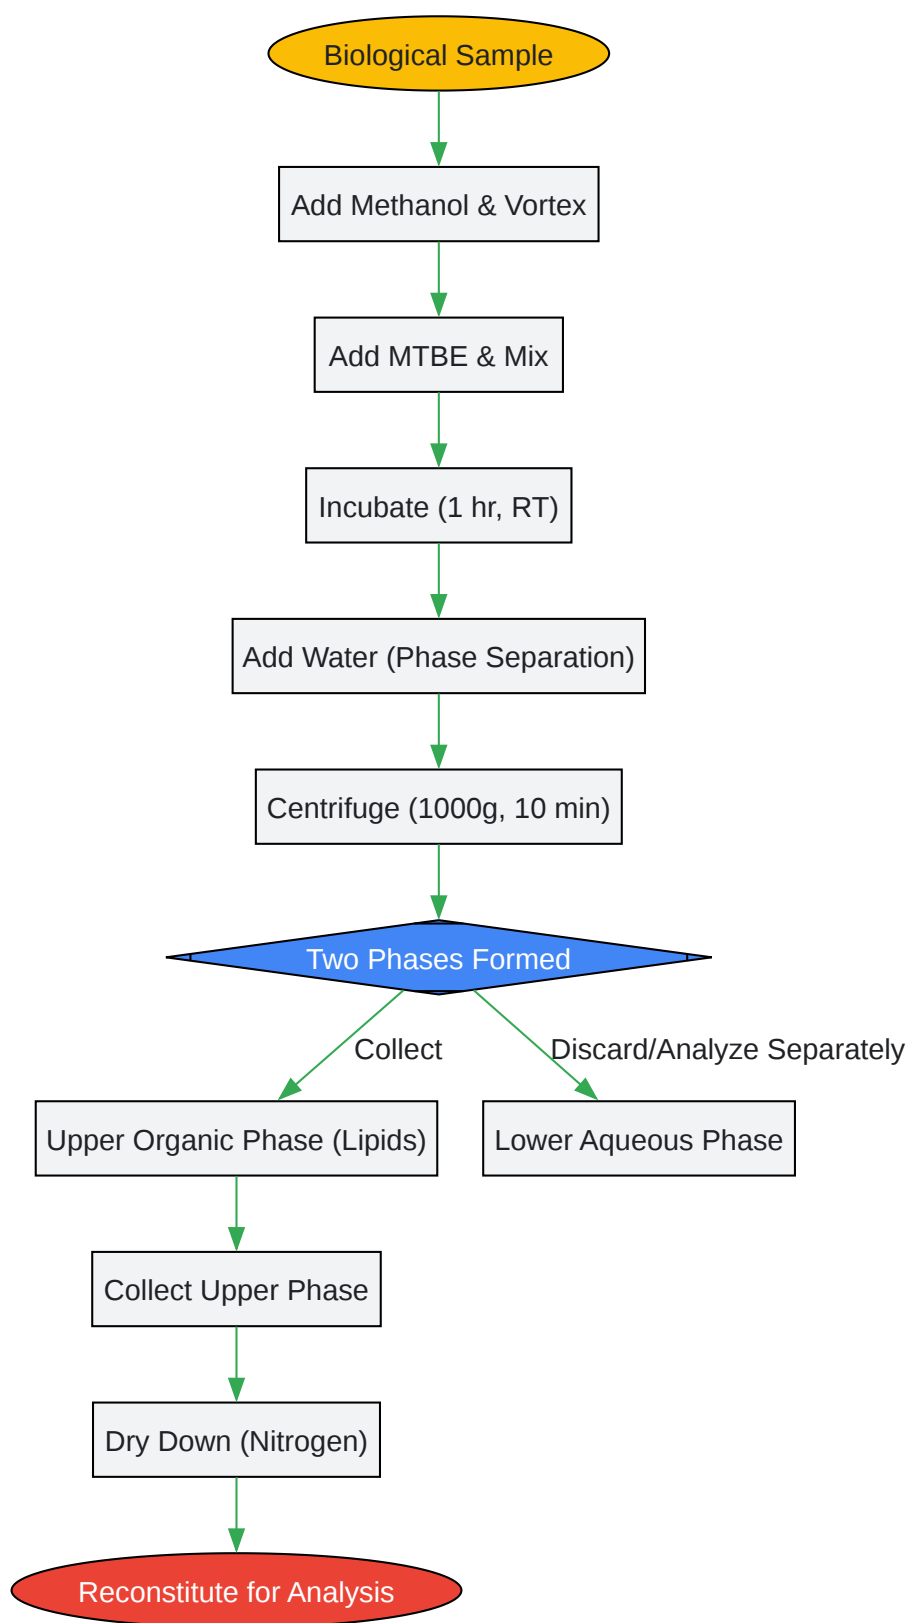 Biological Sample
Add Methanol & Vortex
Add MTBE & Mix
Incubate (1 hr, RT)
Add Water (Phase Separation)
Centrifuge (1000g, 10 min)
Two Phases Formed
Collect
Discard/Analyze Separately
Upper Organic Phase (Lipids)
Lower Aqueous Phase
Collect Upper Phase
Dry Down (Nitrogen)
Reconstitute for Analysis